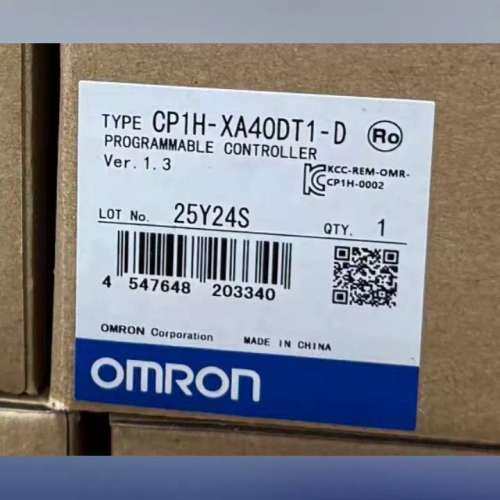 TYPE CP1H-XA40DT1-D Ro
PROGRAMMABLE CONTROLLER
Ver. 1.3
KCC-REM-OMR-
CP1H-0002
LOT No. 25Y24S QTY. 1
4 547648 203340
OMRON Corporation MADE IN CHINA
OMRON